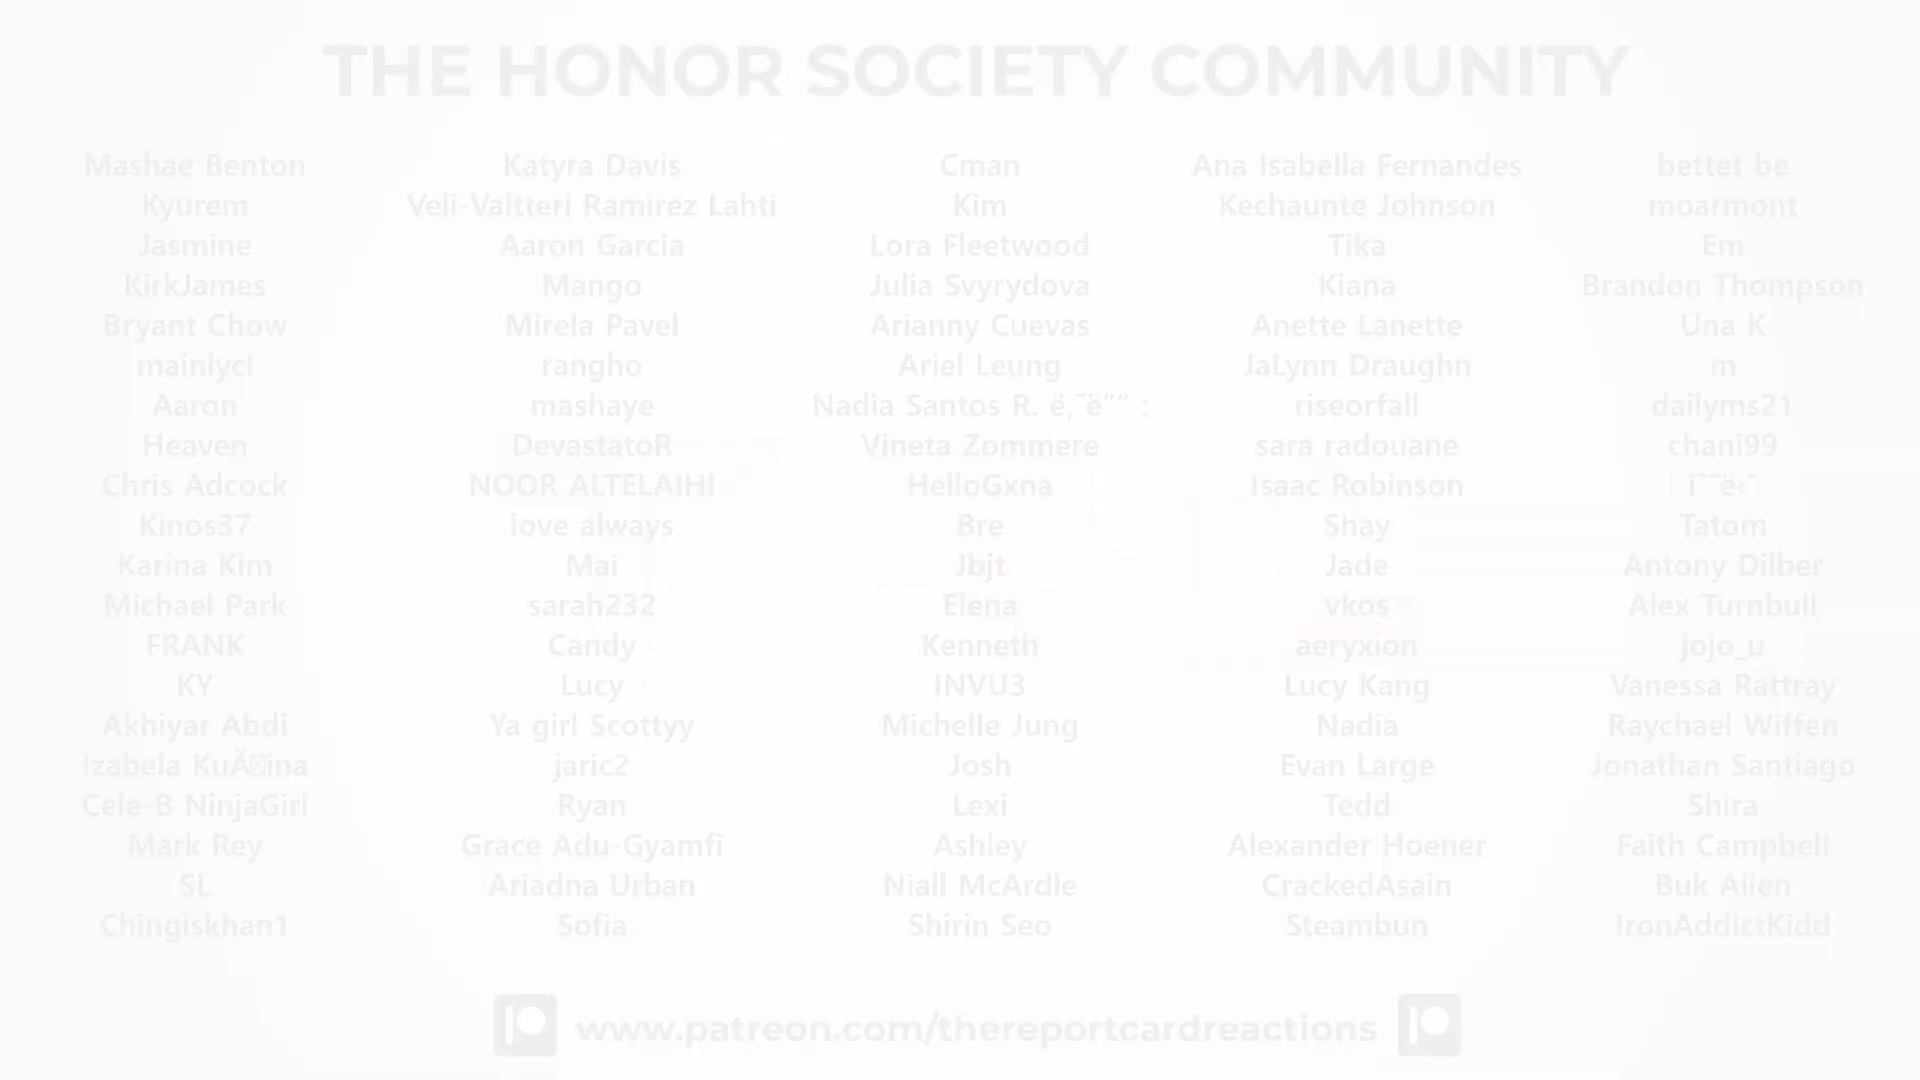 THE HONOR SOCIETY COMMUNITY
Mashae Benton
Kyurem
Jasmine
KirkJames
Bryant Chow
mainlycl
Aaron
Heaven
Chris Adcock
Kinos37
Karina Kim
Michael Park
FRANK
KY
Akhiyar Abdi
Izabela
Cele-B NinjaGirl
Mark Rey
SL
Chingiskhan1
Katyra Davis
Veli-Valtteri Ramirez Lahti
Aaron Garcia
Mango
Mirela Pavel
rangho
mashaye
DevastatoR
NOOR ALTELAIHI
love always
Mai
sarah232
Candy
Lucy
Ya girl Scottyy
jaric2
Ryan
Grace Adu-Gyamfi
Ariadna Urban
Sofia
Cman
Kim
Lora Fleetwood
Julia Svyrydova
Arianny Cuevas
Ariel Leung
Nadia Santos R.
Vineta Zommere
HelloGxna
Bre
Jbjt
Elena
Kenneth
INVU3
Michelle Jung
Josh
Lexi
Ashley
Niall McArdle
Shirin Seo
Ana Isabella Fernandes
Kechaunte Johnson
Tika
Kiana
Anette Lanette
JaLynn Draughn
riseorfall
sara radouane
Isaac Robinson
Shay
Jade
vkos
aeryxion
Lucy Kang
Nadia
Evan Large
Tedd
Alexander Hoener
CrackedAsain
Steambun
bettet be
moarmont
Em
Brandon Thompson
Una K
m
dailyms21
chani99
Tatom
Antony Dilber
Alex Turnbull
jojo_u
Vanessa Rattray
Raychael Wiffen
Jonathan Santiago
Shira
Faith Campbell
Buk Alien
IronAddictKidd
www.patreon.com/thereportcardreactions